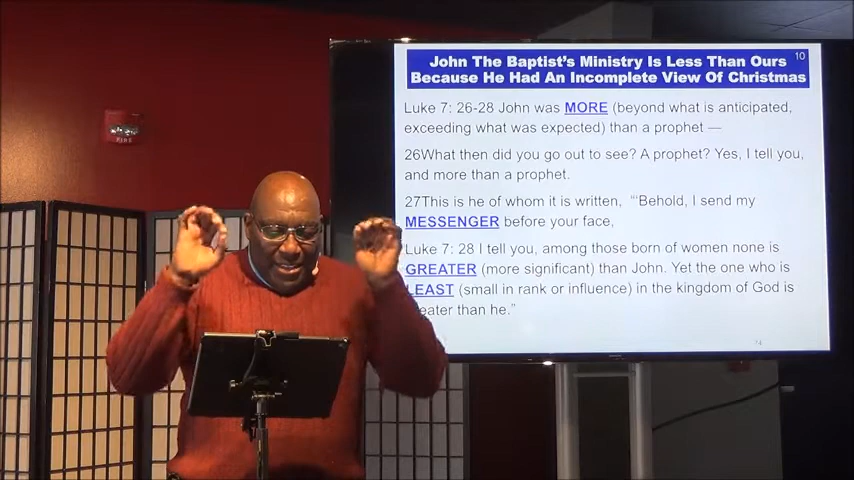 John The Baptist's Ministry Is Less Than Ours
Because He Had An Incomplete View Of Christmas
10
Luke 7: 26-28 John was MORE (beyond what is anticipated,
exceeding what was expected) than a prophet —
26What then did you go out to see? A prophet? Yes, I tell you,
and more than a prophet.
27This is he of whom it is written, “‘Behold, I send my
MESSENGER before your face,
Luke 7: 28 I tell you, among those born of women none is
GREATER (more significant) than John. Yet the one who is
LEAST (small in rank or influence) in the kingdom of God is
eater than he.”
14
FIRE